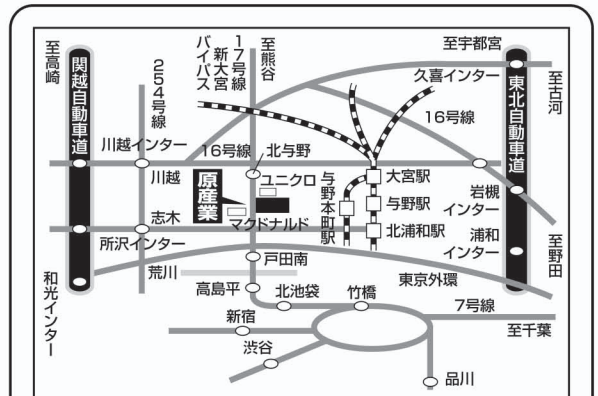 至高崎
関越自動車道
254号線
17号線
新大宮
バイパス
至熊谷
至宇都宮
久喜インター
東北自動車道
至古河
16号線
川越インター
16号線
北与野
川越
ユニクロ
大宮駅
岩槻
インター
原産業
与野本町駅
与野駅
志木
マクドナルド
北浦和駅
浦和
インター
所沢インター
至野田
戸田南
荒川
東京外環
和光インター
高島平
北池袋
竹橋
7号線
新宿
至千葉
渋谷
品川